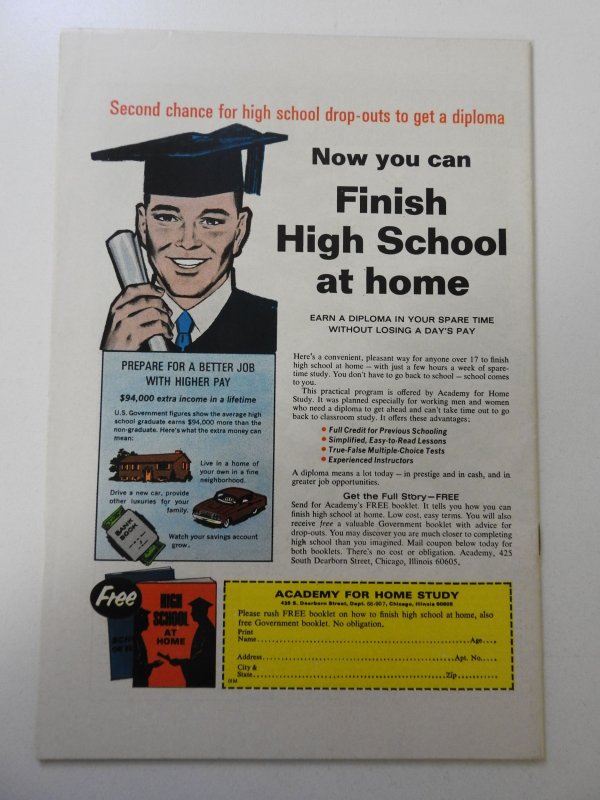 Second chance for high school drop-outs to get a diploma
Now you can
Finish
High School
at home
EARN A DIPLOMA IN YOUR SPARE TIME
WITHOUT LOSING A DAY'S PAY
PREPARE FOR A BETTER JOB
WITH HIGHER PAY
$94,000 extra income in a lifetime
U.S. Government figures show the average high
school graduate earns $94,000 more than the
non-graduate. Here's what the extra money can
mean:
Live in a home of
your own in a fine
neighborhood.
Drive a new car, provide
other luxuries for your
family.
BANK
BOOK
Watch your savings account
grow.
Here's a convenient, pleasant way for anyone over 17 to finish
high school at home — with just a few hours a week of spare-
time study. You don't have to go back to school — school comes
to you.
This practical program is offered by Academy for Home
Study. It was planned especially for working men and women
who need a diploma to get ahead and can't take time out to go
back to classroom study. It offers these advantages:
• Full Credit for Previous Schooling
• Simplified, Easy-to-Read Lessons
• True-False Multiple-Choice Tests
• Experienced Instructors
A diploma means a lot today — in prestige and in cash, and in
greater job opportunities.
Get the Full Story—FREE
Send for Academy's FREE booklet. It tells you how you can
finish high school at home. Low cost, easy terms. You will also
receive free a valuable Government booklet with advice for
drop-outs. You may discover you are much closer to completing
high school than you imagined. Mail coupon below today for
both booklets. There's no cost or obligation. Academy, 425
South Dearborn Street, Chicago, Illinois 60605.
Free
HIGH
SCHOOL
AT
HOME
ACADEMY FOR HOME STUDY
425 S. Dearborn Street, Dept. 56-907, Chicago, Illinois 60605
Please rush FREE booklet on how to finish high school at home, also
free Government booklet. No obligation.
Print
Name Age
Address Apt. No.
City &
State Zip